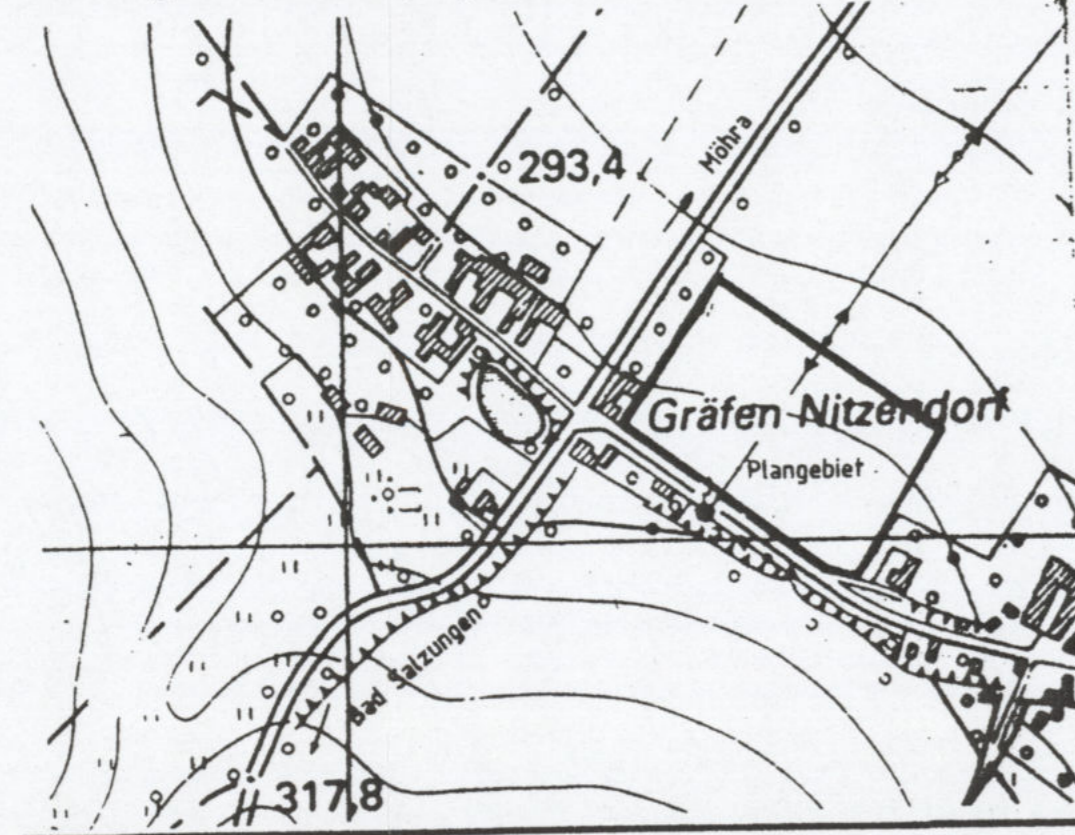 Möhra
293,4
Gräfen Nitzendorf
Plangebiet
Bad Salzungen
317,8